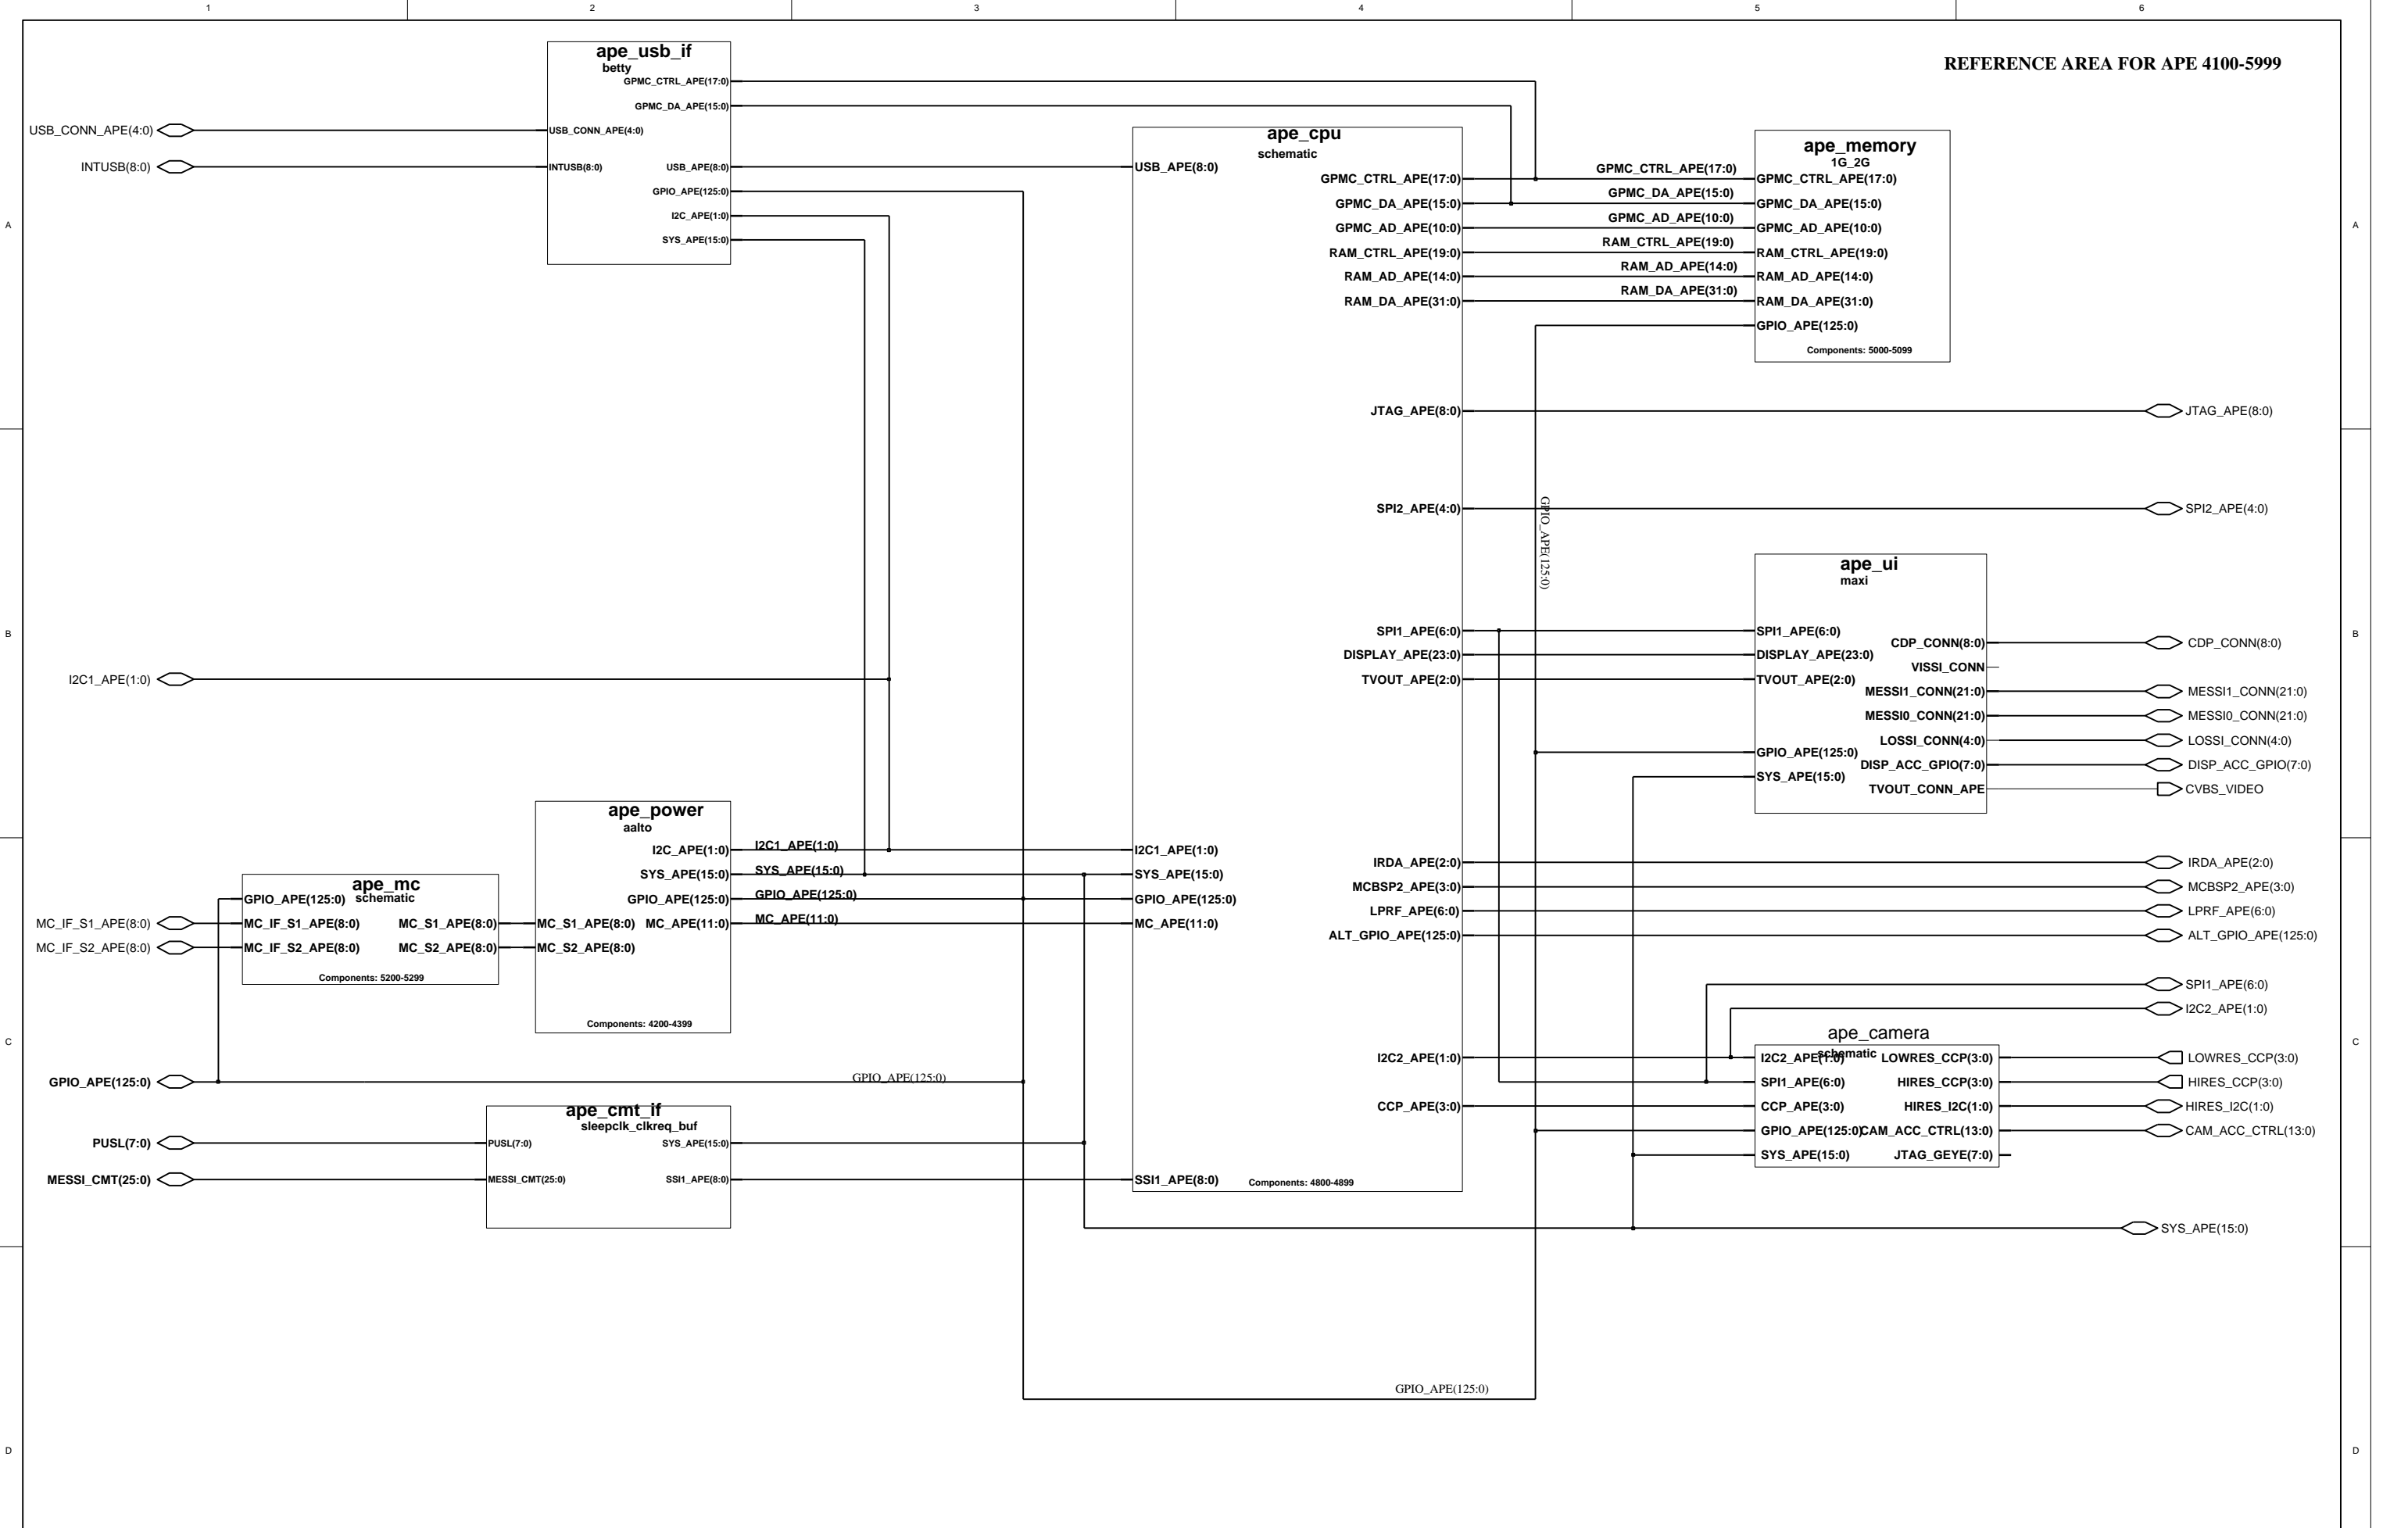 1 2 3 4 5 6
REFERENCE AREA FOR APE 4100-5999
ape_usb_if
betty
GPMC_CTRL_APE(17:0)
GPMC_DA_APE(15:0)
USB_CONN_APE(4:0)
USB_CONN_APE(4:0)
INTUSB(8:0)
INTUSB(8:0)
USB_APE(8:0)
GPIO_APE(125:0)
I2C_APE(1:0)
SYS_APE(15:0)
A
ape_cpu
schematic
USB_APE(8:0)
GPMC_CTRL_APE(17:0)
GPMC_DA_APE(15:0)
GPMC_AD_APE(10:0)
RAM_CTRL_APE(19:0)
RAM_AD_APE(14:0)
RAM_DA_APE(31:0)
GPMC_CTRL_APE(17:0)
GPMC_DA_APE(15:0)
GPMC_AD_APE(10:0)
RAM_CTRL_APE(19:0)
RAM_AD_APE(14:0)
RAM_DA_APE(31:0)
ape_memory
1G_2G
GPMC_CTRL_APE(17:0)
GPMC_DA_APE(15:0)
GPMC_AD_APE(10:0)
RAM_CTRL_APE(19:0)
RAM_AD_APE(14:0)
RAM_DA_APE(31:0)
GPIO_APE(125:0)
Components: 5000-5099
A
JTAG_APE(8:0)
JTAG_APE(8:0)
SPI2_APE(4:0)
SPI2_APE(4:0)
GPIO_APE(125:0)
B
I2C1_APE(1:0)
SPI1_APE(6:0)
DISPLAY_APE(23:0)
TVOUT_APE(2:0)
ape_ui
maxi
SPI1_APE(6:0)
DISPLAY_APE(23:0)
TVOUT_APE(2:0)
GPIO_APE(125:0)
SYS_APE(15:0)
CDP_CONN(8:0)
VISSI_CONN
MESSI1_CONN(21:0)
MESSI0_CONN(21:0)
LOSSI_CONN(4:0)
DISP_ACC_GPIO(7:0)
TVOUT_CONN_APE
CDP_CONN(8:0)
MESSI1_CONN(21:0)
MESSI0_CONN(21:0)
LOSSI_CONN(4:0)
DISP_ACC_GPIO(7:0)
CVBS_VIDEO
B
ape_power
aalto
I2C_APE(1:0)
SYS_APE(15:0)
GPIO_APE(125:0)
MC_S1_APE(8:0)
MC_APE(11:0)
MC_S2_APE(8:0)
Components: 4200-4399
I2C1_APE(1:0)
SYS_APE(15:0)
GPIO_APE(125:0)
MC_APE(11:0)
I2C1_APE(1:0)
SYS_APE(15:0)
GPIO_APE(125:0)
MC_APE(11:0)
ape_mc
schematic
GPIO_APE(125:0)
MC_IF_S1_APE(8:0)
MC_IF_S1_APE(8:0)
MC_S1_APE(8:0)
MC_IF_S2_APE(8:0)
MC_IF_S2_APE(8:0)
MC_S2_APE(8:0)
Components: 5200-5299
IRDA_APE(2:0)
MCBSP2_APE(3:0)
LPRF_APE(6:0)
ALT_GPIO_APE(125:0)
IRDA_APE(2:0)
MCBSP2_APE(3:0)
LPRF_APE(6:0)
ALT_GPIO_APE(125:0)
SPI1_APE(6:0)
I2C2_APE(1:0)
C
GPIO_APE(125:0)
GPIO_APE(125:0)
I2C2_APE(1:0)
CCP_APE(3:0)
ape_camera
schematic
I2C2_APE(1:0)
SPI1_APE(6:0)
CCP_APE(3:0)
GPIO_APE(125:0)
SYS_APE(15:0)
LOWRES_CCP(3:0)
HIRES_CCP(3:0)
HIRES_I2C(1:0)
CAM_ACC_CTRL(13:0)
JTAG_GEYE(7:0)
LOWRES_CCP(3:0)
HIRES_CCP(3:0)
HIRES_I2C(1:0)
CAM_ACC_CTRL(13:0)
C
ape_cmt_if
sleepclk_clkreq_buf
PUSL(7:0)
PUSL(7:0)
SYS_APE(15:0)
MESSI_CMT(25:0)
MESSI_CMT(25:0)
SSI1_APE(8:0)
SSI1_APE(8:0)
Components: 4800-4899
SYS_APE(15:0)
GPIO_APE(125:0)
D
D